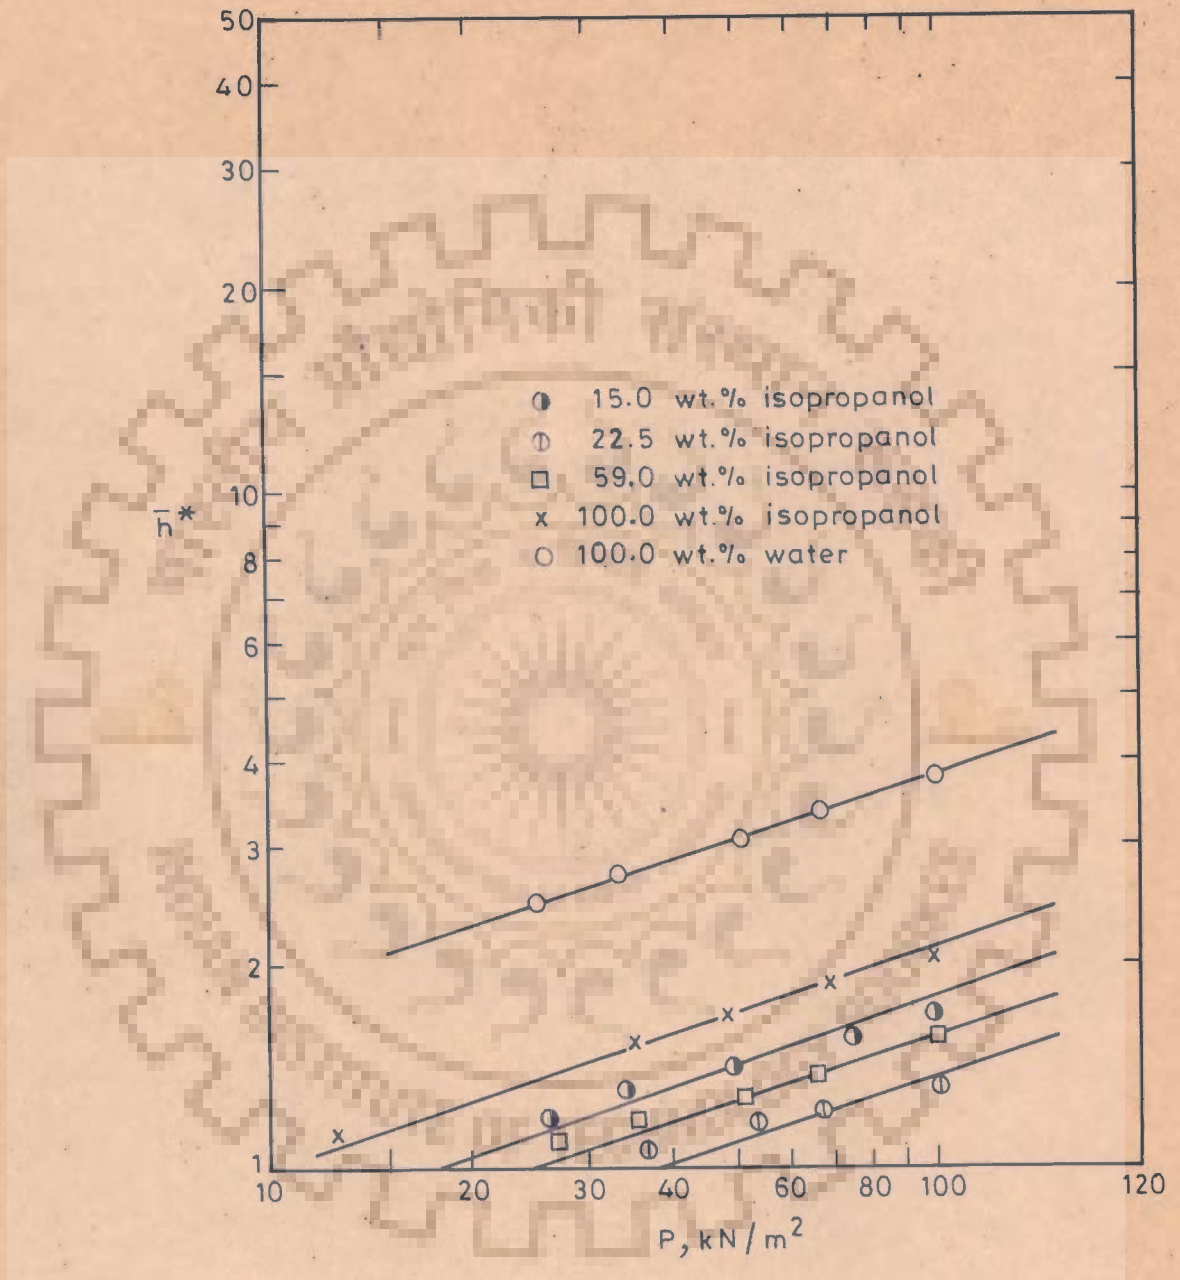 50
40
30
20
10
8
6
4
3
2
1
h̅*
◑ 15.0 wt.% isopropanol
⌽ 22.5 wt.% isopropanol
□ 59.0 wt.% isopropanol
x 100.0 wt.% isopropanol
○ 100.0 wt.% water
10 20 30 40 60 80 100 120
P, kN/m²